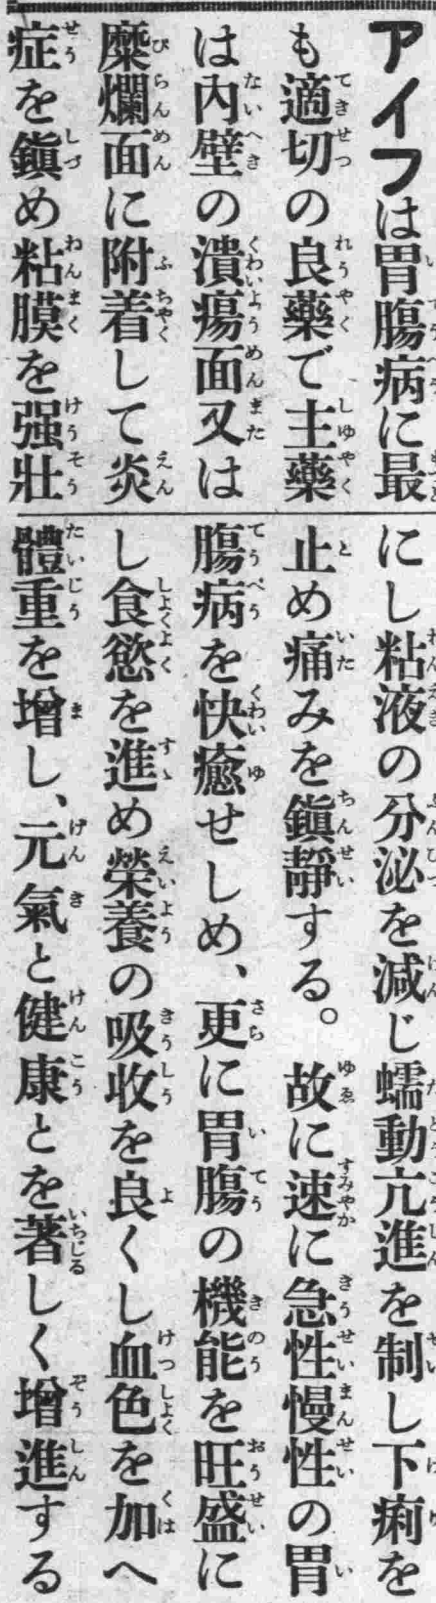 アイフは胃腸病に最
も適切の良藥で主藥
は內壁の潰瘍面又は
糜爛面に附着して炎
症を鎭め粘膜を强壯
にし粘液の分泌を減じ蠕動亢進を制し下痢を
止め痛みを鎭靜する。故に速に急性慢性の胃
腸病を快癒せしめ、更に胃腸の機能を旺盛に
し食慾を進め榮養の吸收を良くし血色を加へ
體重を增し、元氣と健康とを著しく增進する